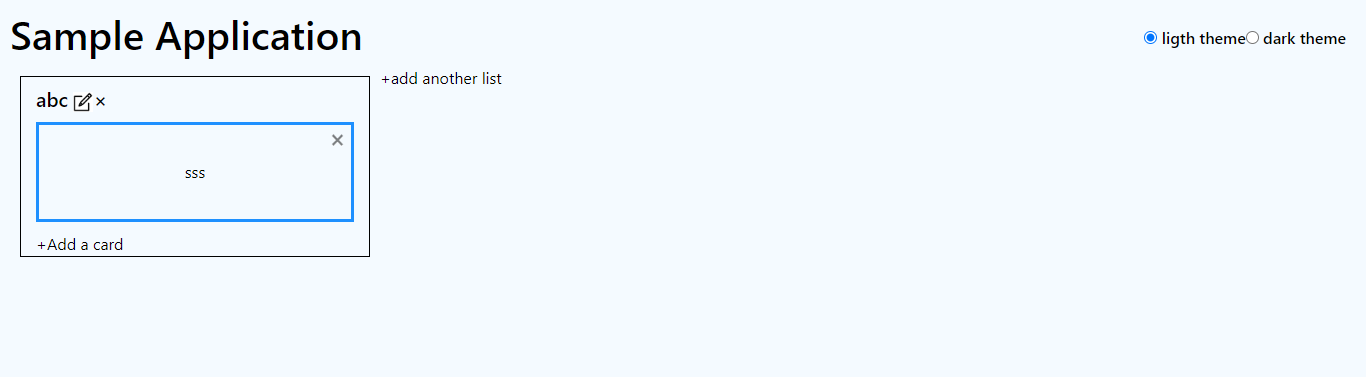 Sample Application
ligth theme dark theme
+add another list
abc
×
×
sss
+Add a card